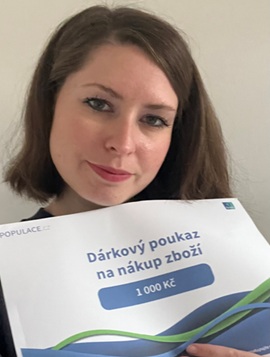 POPULACE.cz
Dárkový poukaz
na nákup zboží
1 000 Kč